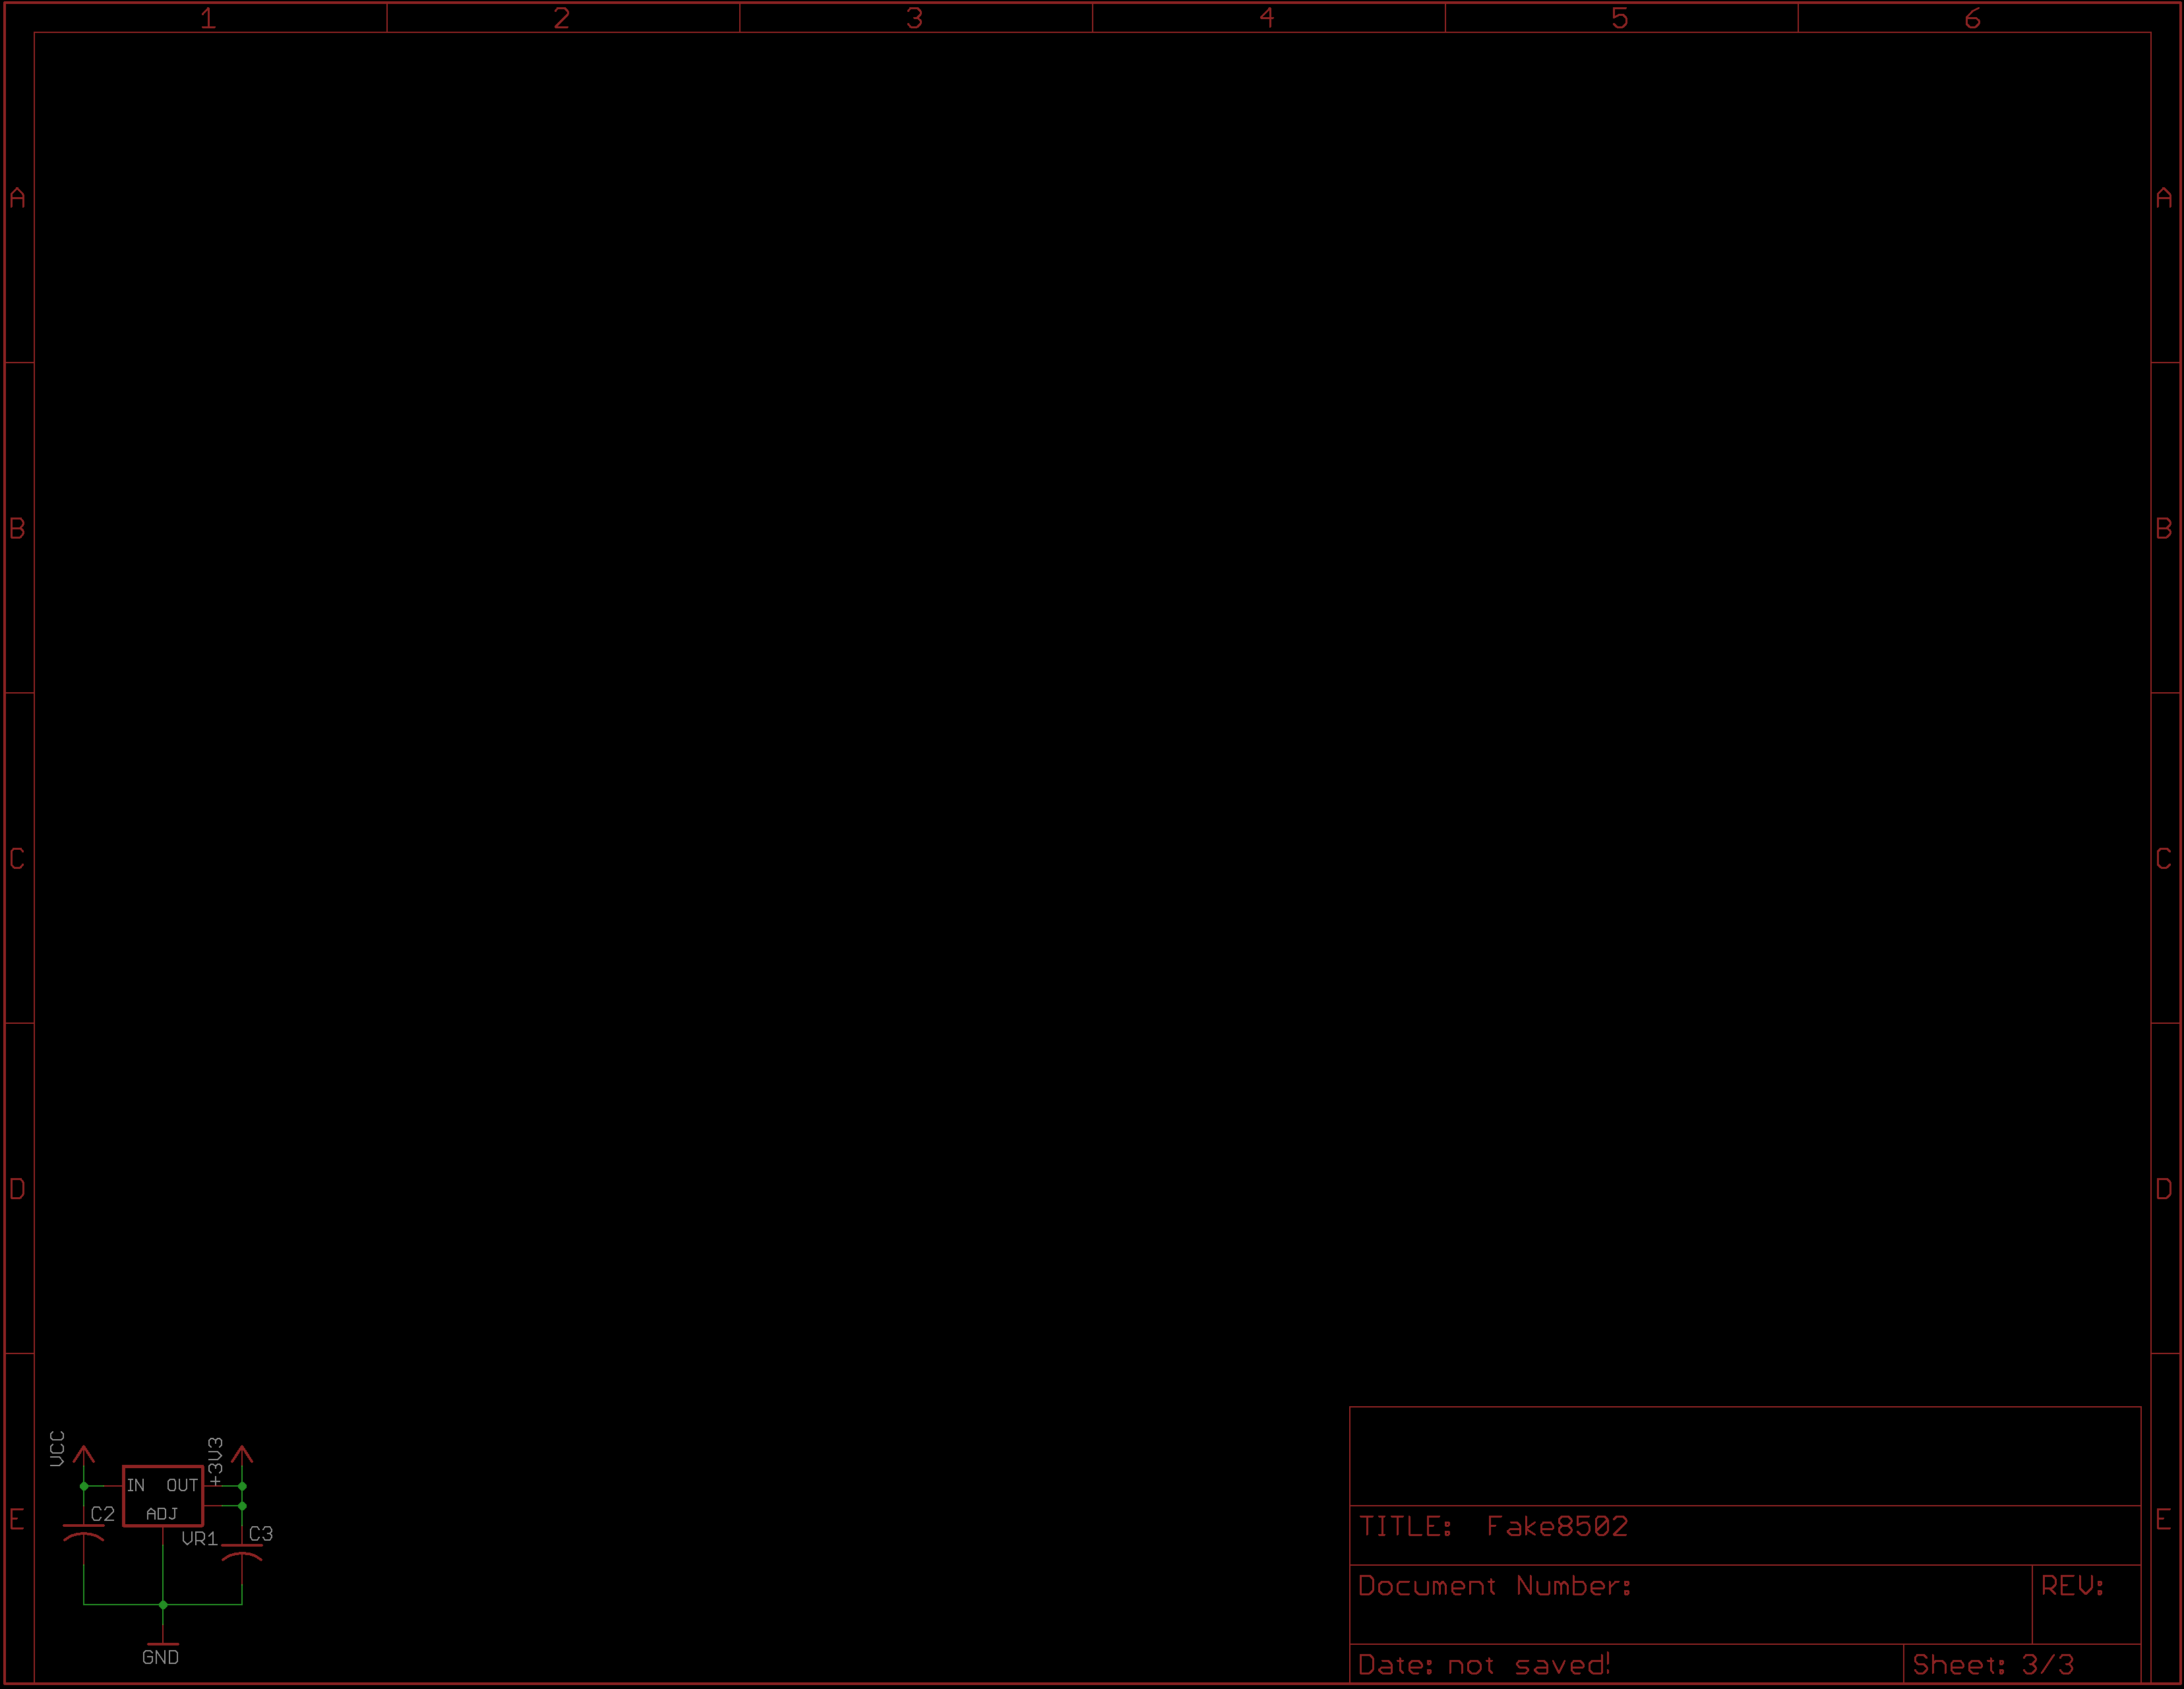 1 2 3 4 5 6
A A
B B
C C
D D
E E
VCC
+3V3
IN OUT
ADJ
C2
VR1
C3
GND
TITLE: Fake8502
Document Number:
REV:
Date: not saved!
Sheet: 3/3